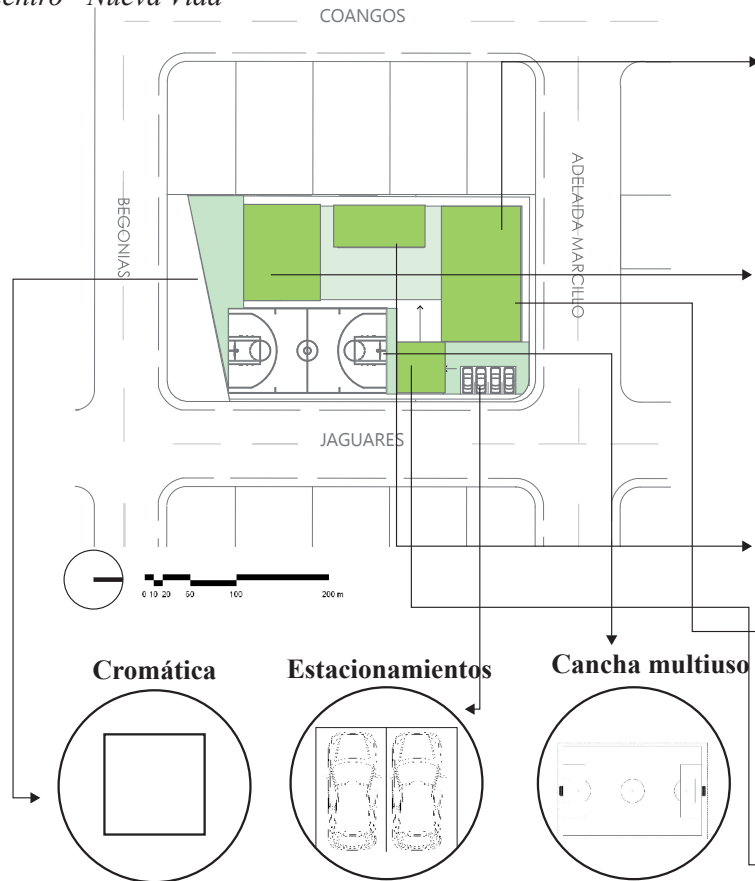 Nueva Vida"
COANGOS
BEGONIAS
ADELAIDA MARCILLO
JAGUARES
0 10 20 50 100 200 m
Cromática
Estacionamientos
Cancha multiuso